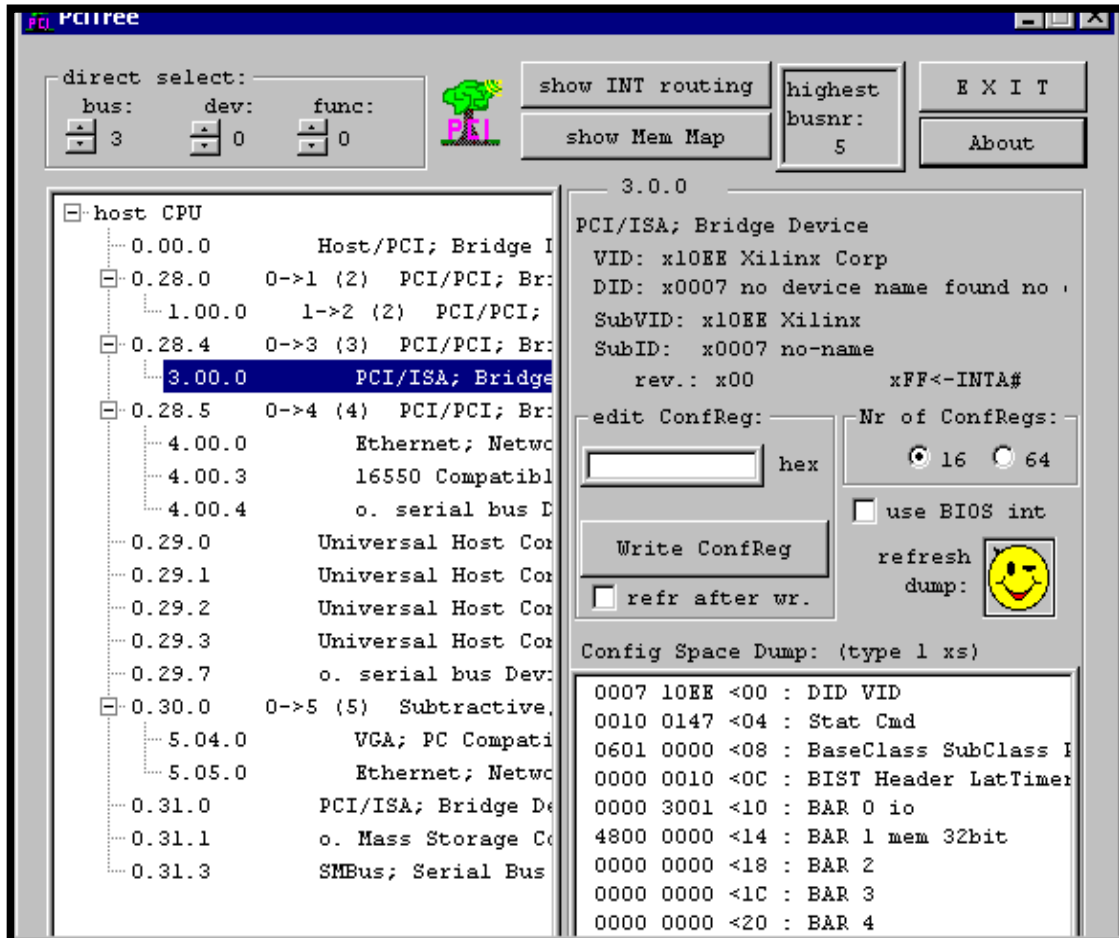 PciTree
direct select:
bus: dev: func:
3 0 0
PCI
show INT routing
show Mem Map
highest
busnr:
5
E X I T
About
host CPU
0.00.0 Host/PCI; Bridge
0.28.0 0->1 (2) PCI/PCI; Br
1.00.0 1->2 (2) PCI/PCI;
0.28.4 0->3 (3) PCI/PCI; Br
3.00.0 PCI/ISA; Bridge
0.28.5 0->4 (4) PCI/PCI; Br
4.00.0 Ethernet; Netwo
4.00.3 16550 Compatibl
4.00.4 o. serial bus D
0.29.0 Universal Host Con
0.29.1 Universal Host Con
0.29.2 Universal Host Con
0.29.3 Universal Host Con
0.29.7 o. serial bus Dev
0.30.0 0->5 (5) Subtractive
5.04.0 VGA; PC Compati
5.05.0 Ethernet; Netwo
0.31.0 PCI/ISA; Bridge De
0.31.1 o. Mass Storage Co
0.31.3 SMBus; Serial Bus
3.0.0
PCI/ISA; Bridge Device
VID: x10EE Xilinx Corp
DID: x0007 no device name found no
SubVID: x10EE Xilinx
SubID: x0007 no-name
rev.: x00 xFF<-INTA#
edit ConfReg:
hex
Write ConfReg
refr after wr.
Nr of ConfRegs:
16 64
use BIOS int
refresh
dump:
Config Space Dump: (type 1 xs)
0007 10EE <00 : DID VID
0010 0147 <04 : Stat Cmd
0601 0000 <08 : BaseClass SubClass
0000 0010 <0C : BIST Header LatTimer
0000 3001 <10 : BAR 0 io
4800 0000 <14 : BAR 1 mem 32bit
0000 0000 <18 : BAR 2
0000 0000 <1C : BAR 3
0000 0000 <20 : BAR 4